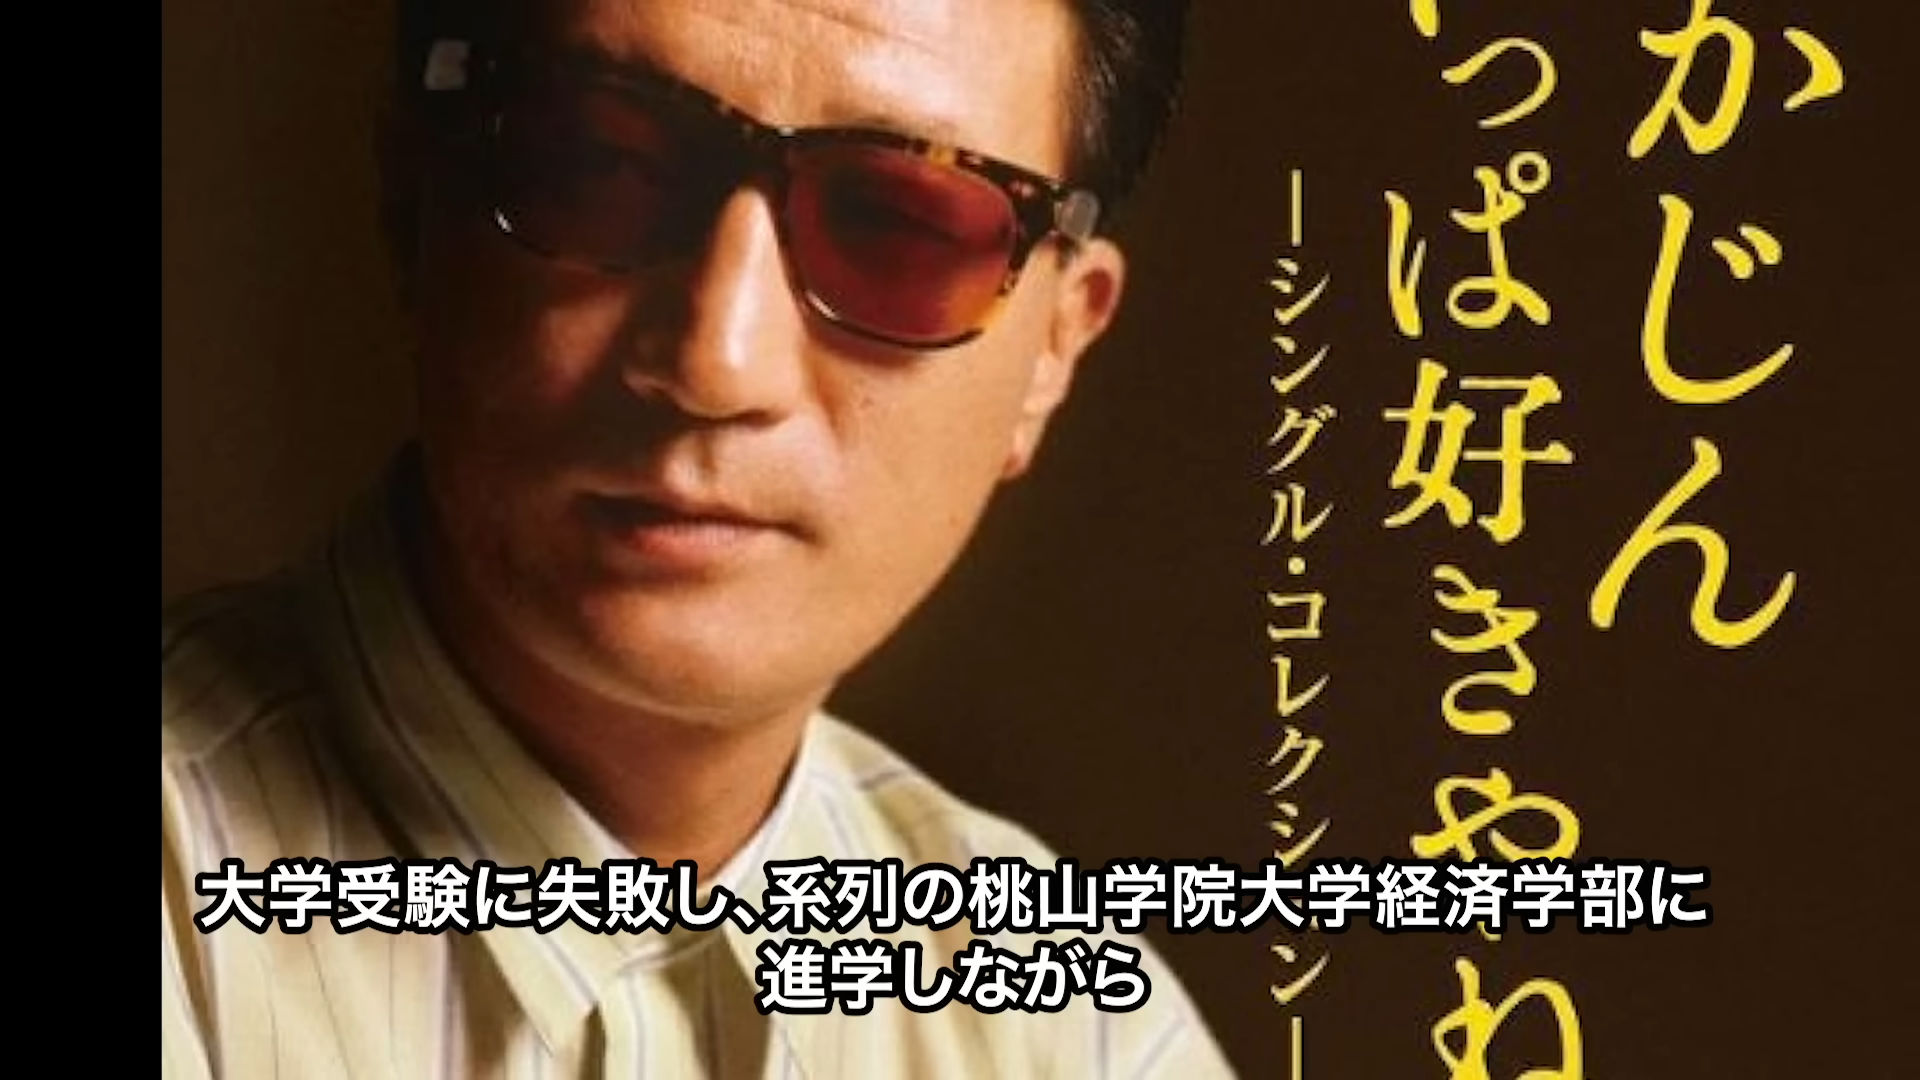 かじん
っぱ好きやね
―シングル・コレクション―
大学受験に失敗し、系列の桃山学院大学経済学部に
進学しながら